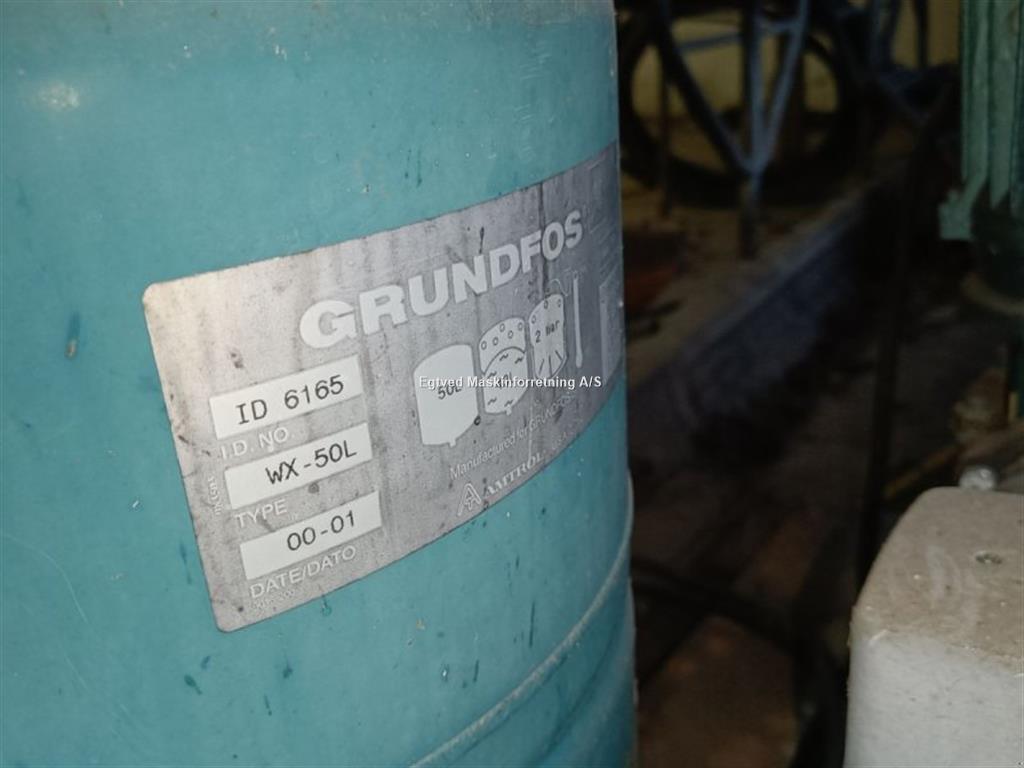 GRUNDFOS
ID 6165
I.D. NO.
WX-50L
TYPE
00-01
DATE/DATO
50L
2 bar
Manufactured for GRUNDFOS
AMTROL
Egtved Maskinforretning A/S